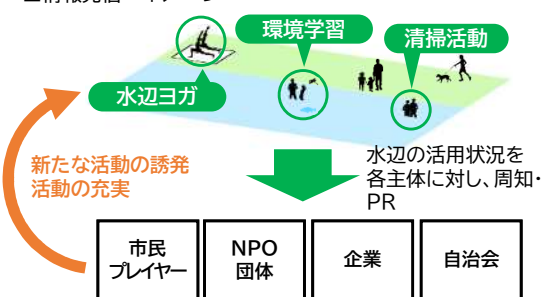 環境学習
清掃活動
水辺ヨガ
新たな活動の誘発
活動の充実
水辺の活用状況を
各主体に対し、周知・
PR
市民
プレイヤー
NPO
団体
企業
自治会